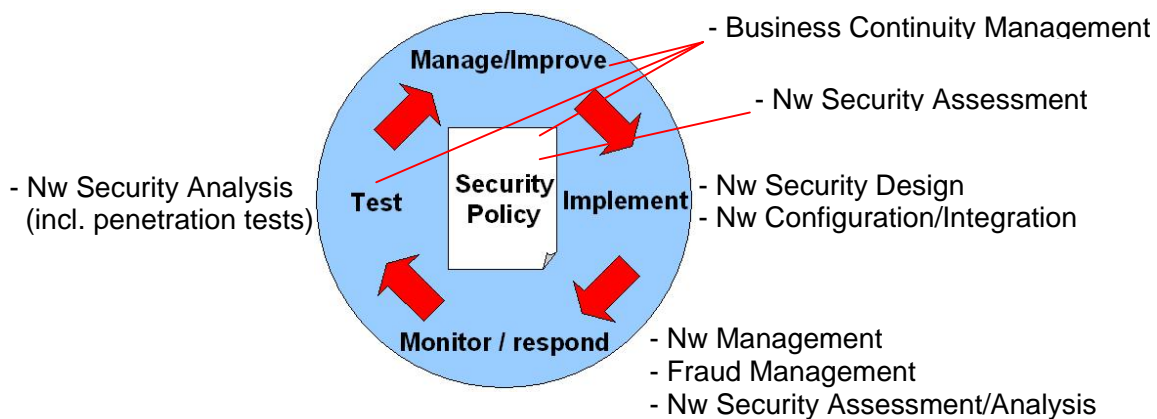 - Business Continuity Management
Manage/Improve
- Nw Security Assessment
- Nw Security Analysis
(incl. penetration tests)
Test
Security
Policy
Implement
- Nw Security Design
- Nw Configuration/Integration
Monitor / respond
- Nw Management
- Fraud Management
- Nw Security Assessment/Analysis